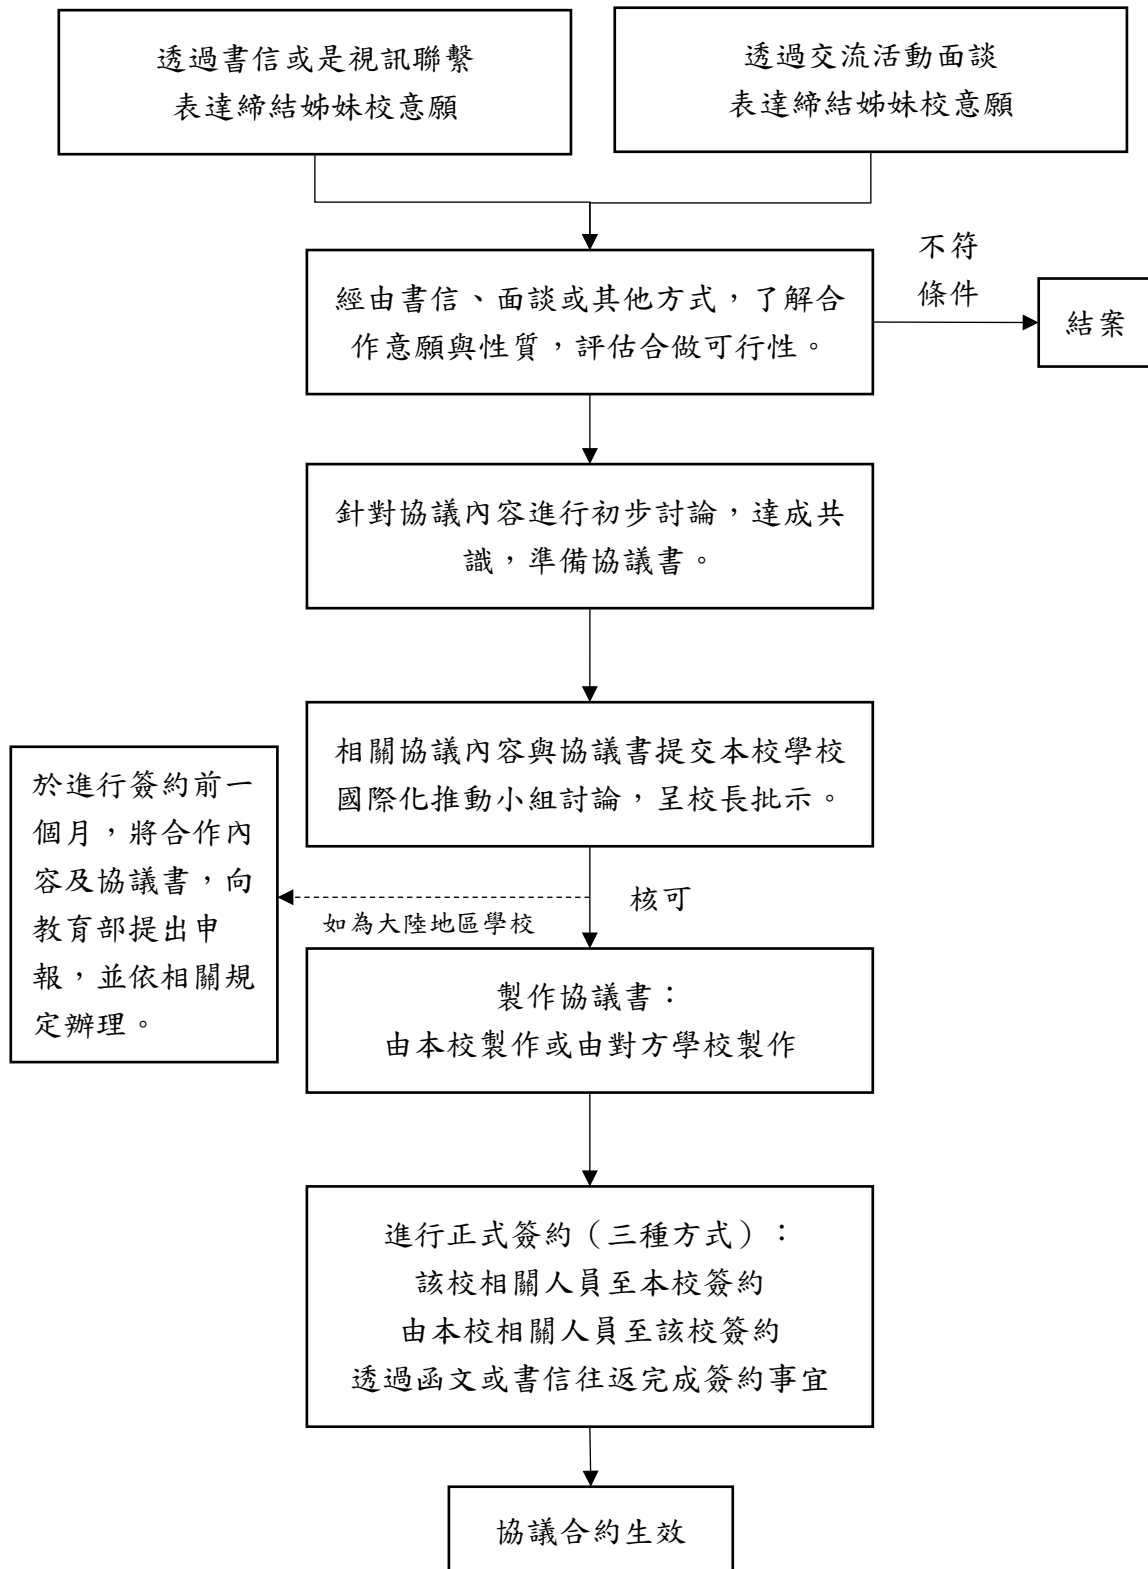 透過書信或是視訊聯繫
表達締結姊妹校意願
透過交流活動面談
表達締結姊妹校意願
經由書信、面談或其他方式，了解合
作意願與性質，評估合做可行性。
不符
條件
結案
針對協議內容進行初步討論，達成共
識，準備協議書。
相關協議內容與協議書提交本校學校
國際化推動小組討論，呈校長批示。
於進行簽約前一
個月，將合作內
容及協議書，向
教育部提出申
報，並依相關規
定辦理。
如為大陸地區學校
核可
製作協議書：
由本校製作或由對方學校製作
進行正式簽約（三種方式）：
該校相關人員至本校簽約
由本校相關人員至該校簽約
透過函文或書信往返完成簽約事宜
協議合約生效